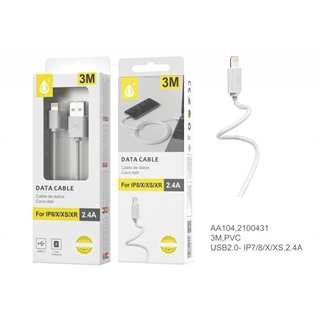 3M
DATA CABLE
Cable de datos
Cavo dati
For IP8/X/XS/XR 2.4A
3M
DATA CABLE
Cable de datos
Cavo dati
For IP8/X/XS/XR 2.4A
AA104,2100431
3M,PVC
USB2.0- IP7/8/X/XS,2.4A